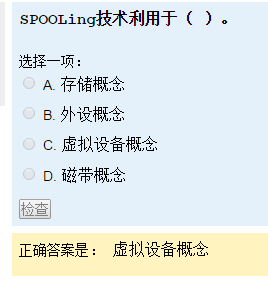 SPOOLing技术利用于（ ）。
选择一项：
A. 存储概念
B. 外设概念
C. 虚拟设备概念
D. 磁带概念
检查
正确答案是： 虚拟设备概念